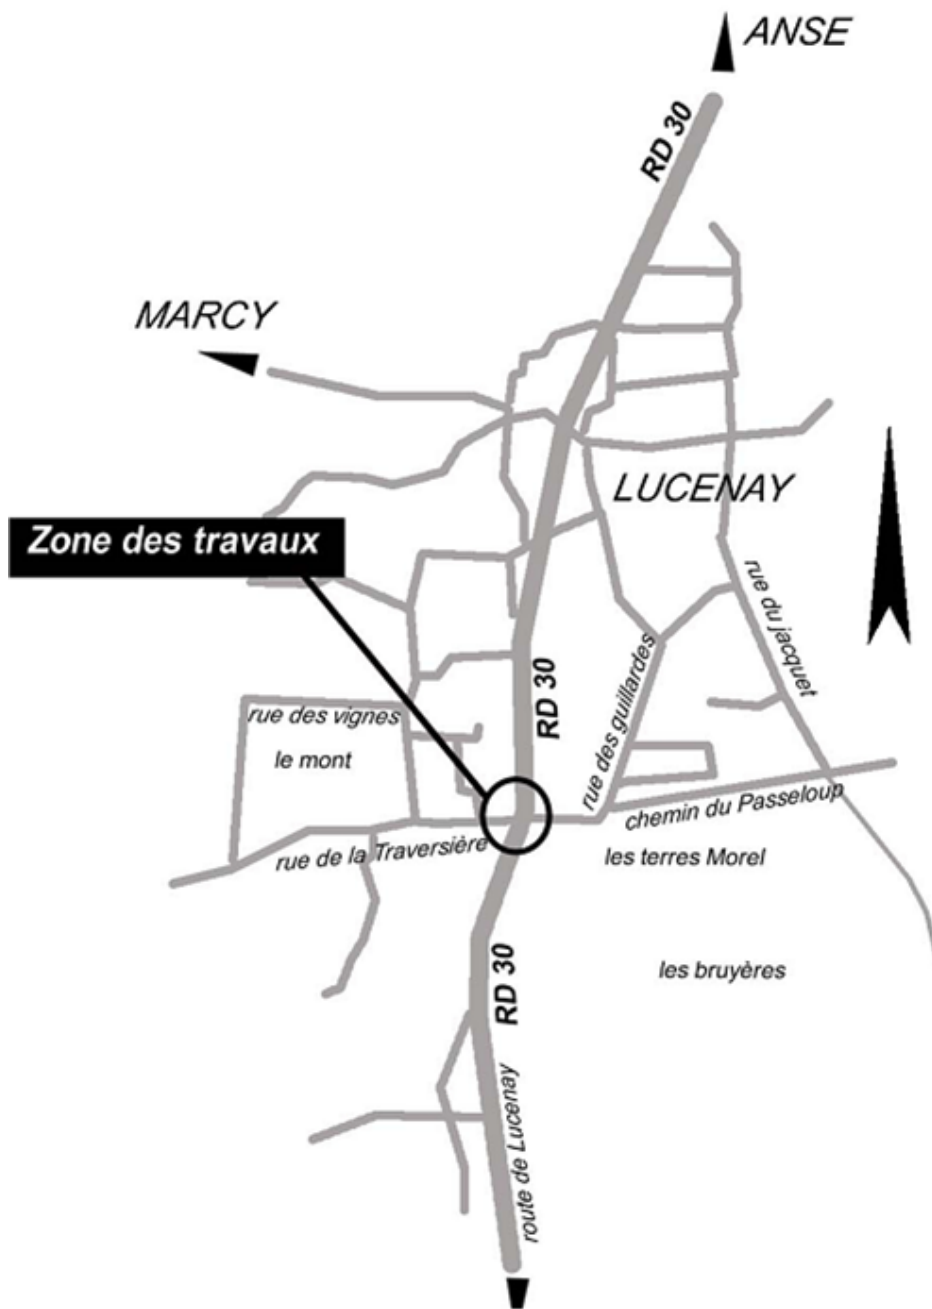 ANSE
RD 30
MARCY
LUCENAY
Zone des travaux
rue du jacquet
rue des guillardes
RD 30
rue des vignes
le mont
chemin du Passeloup
rue de la Traversière
les terres Morel
les bruyères
RD 30
route de Lucenay